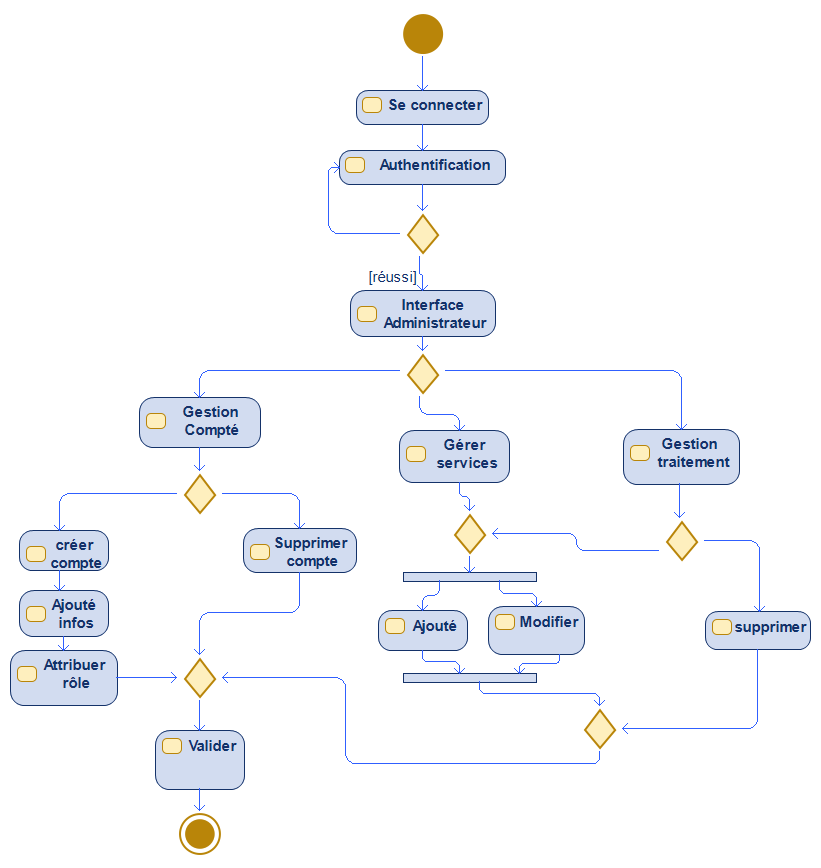 Se connecter
Authentification
[réussi]
Interface
Administrateur
Gestion
Compté
Gérer
services
Gestion
traitement
créer
compte
Supprimer
compte
Ajouté
infos
Ajouté
Modifier
supprimer
Attribuer
rôle
Valider